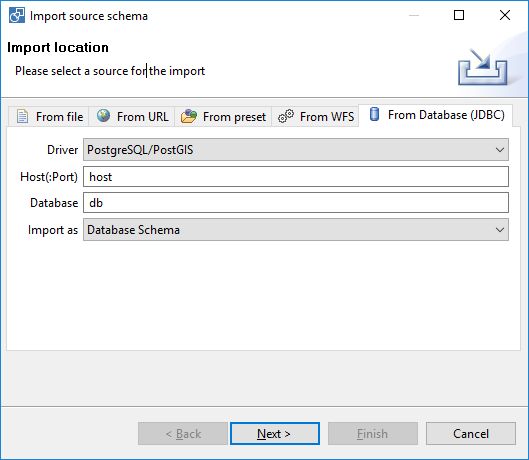 Import source schema
Import location
Please select a source for the import
From file From URL From preset From WFS From Database (JDBC)
Driver PostgreSQL/PostGIS
Host(:Port) host
Database db
Import as Database Schema
< Back Next > Finish Cancel